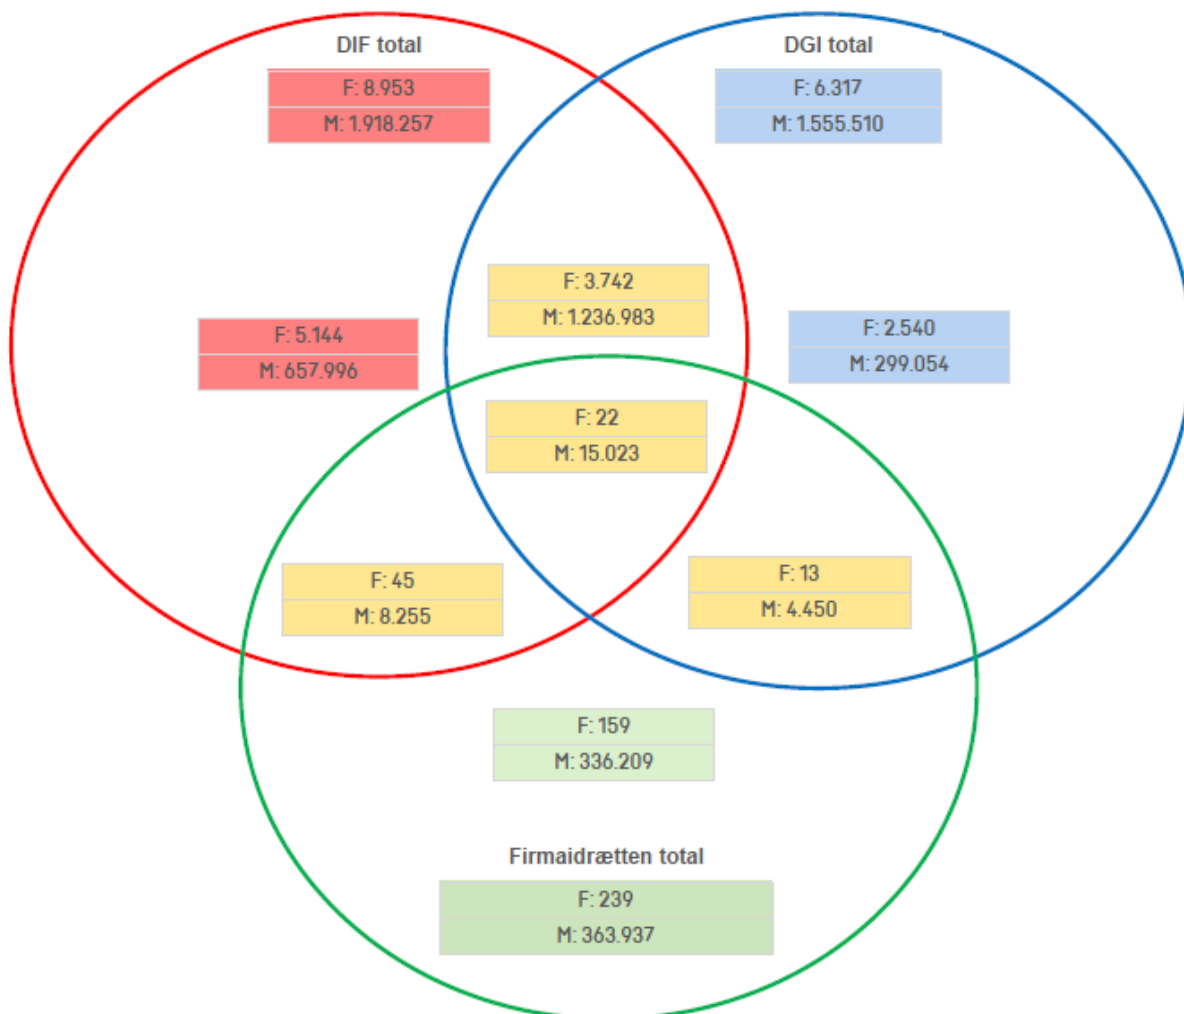 DIF total
F: 8.953
M: 1.918.257
DGI total
F: 6.317
M: 1.555.510
F: 3.742
M: 1.236.983
F: 5.144
M: 657.996
F: 2.540
M: 299.054
F: 22
M: 15.023
F: 45
M: 8.255
F: 13
M: 4.450
F: 159
M: 336.209
Firmaidrætten total
F: 239
M: 363.937